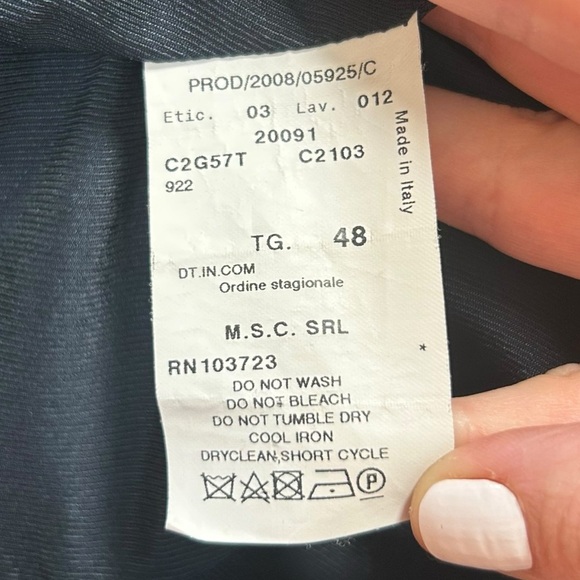 PROD/2008/05925/C
Etic. 03 Lav. 012
20091
C2G57T C2103
922
Made in Italy
TG. 48
DT.IN.COM
Ordine stagionale
M.S.C. SRL
*
RN103723
DO NOT WASH
DO NOT BLEACH
DO NOT TUMBLE DRY
COOL IRON
DRYCLEAN,SHORT CYCLE
P